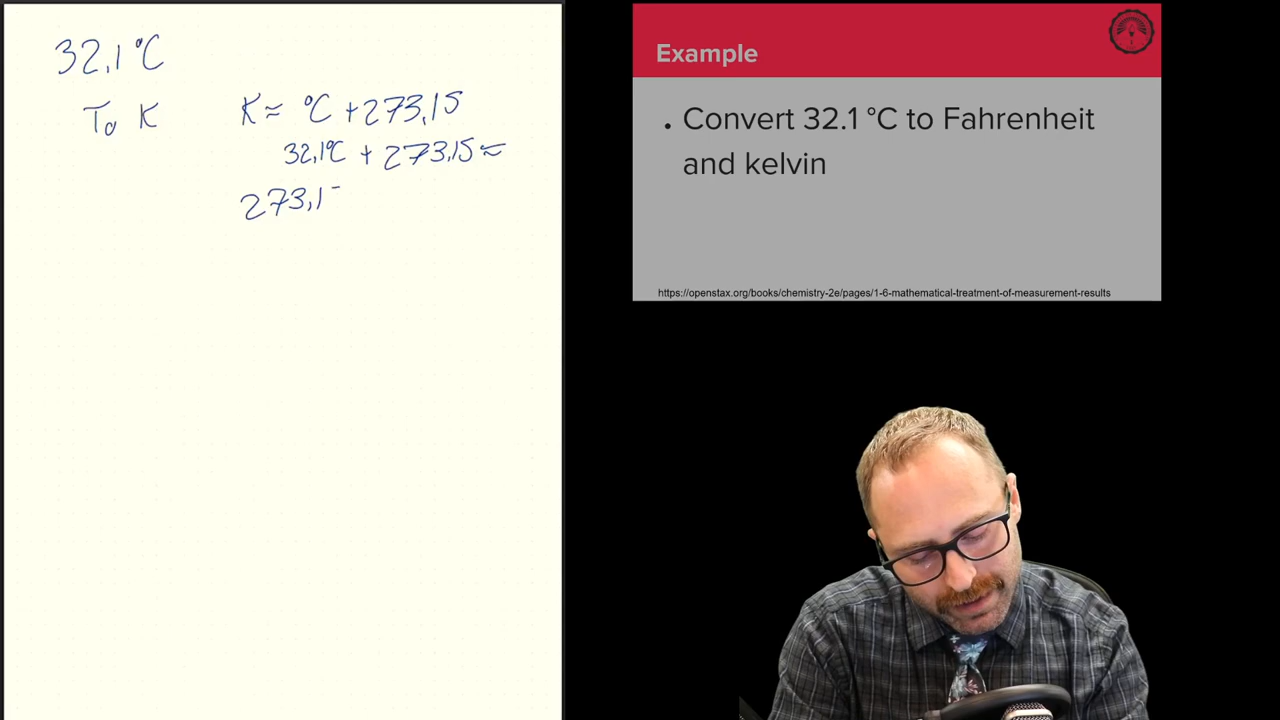 32.1 °C
To K
K ≈ °C + 273.15
32.1°C + 273.15 ≈
273.1
Example
• Convert 32.1 °C to Fahrenheit
and kelvin
https://openstax.org/books/chemistry-2e/pages/1-6-mathematical-treatment-of-measurement-results